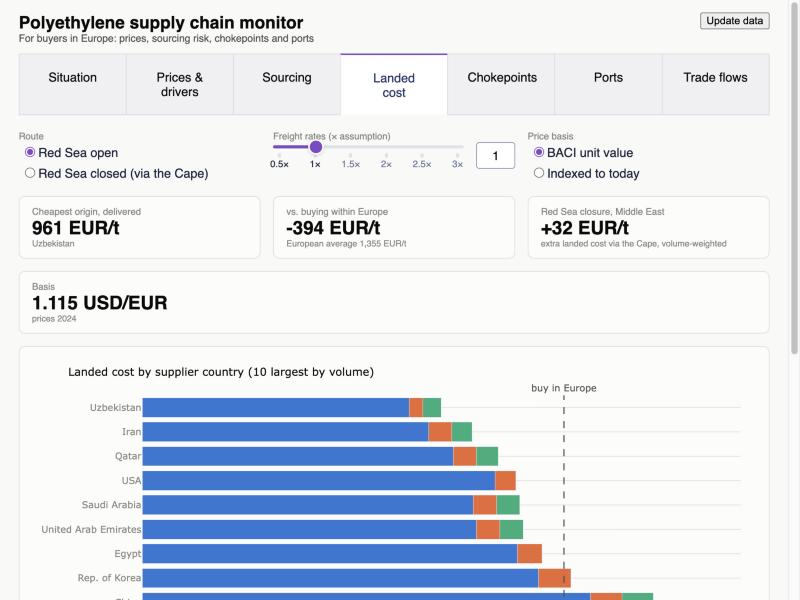 Polyethylene supply chain monitor
For buyers in Europe: prices, sourcing risk, chokepoints and ports
Update data
Situation
Prices &
drivers
Sourcing
Landed
cost
Chokepoints
Ports
Trade flows
Route
Red Sea open
Red Sea closed (via the Cape)
Freight rates (× assumption)
0.5× 1× 1.5× 2× 2.5× 3×
1
Price basis
BACI unit value
Indexed to today
Cheapest origin, delivered
961 EUR/t
Uzbekistan
vs. buying within Europe
-394 EUR/t
European average 1,355 EUR/t
Red Sea closure, Middle East
+32 EUR/t
extra landed cost via the Cape, volume-weighted
Basis
1.115 USD/EUR
prices 2024
Landed cost by supplier country (10 largest by volume)
buy in Europe
Uzbekistan
Iran
Qatar
USA
Saudi Arabia
United Arab Emirates
Egypt
Rep. of Korea